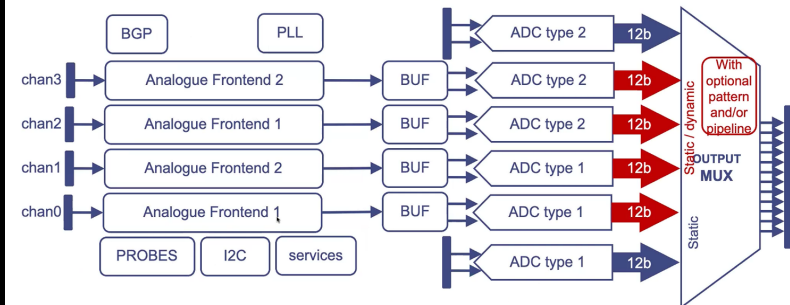 BGP
PLL
ADC type 2
12b
chan3
Analogue Frontend 2
BUF
ADC type 2
12b
With
optional
pattern
and/or
pipeline
chan2
Analogue Frontend 1
BUF
ADC type 2
12b
Static / dynamic
chan1
Analogue Frontend 2
BUF
ADC type 1
12b
OUTPUT
MUX
chan0
Analogue Frontend 1
BUF
ADC type 1
12b
Static
PROBES
I2C
services
ADC type 1
12b